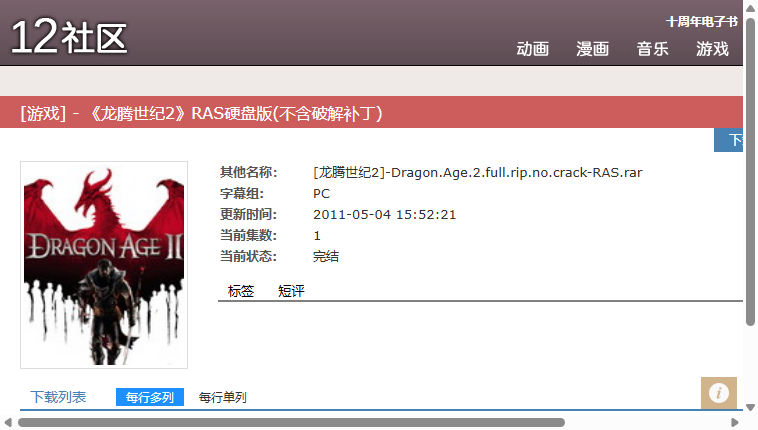 12社区
十周年电子书
动画 漫画 音乐 游戏
[游戏] - 《龙腾世纪2》RAS硬盘版(不含破解补丁)
下
其他名称: [龙腾世纪2]-Dragon.Age.2.full.rip.no.crack-RAS.rar
字幕组: PC
更新时间: 2011-05-04 15:52:21
当前集数: 1
当前状态: 完结
DRAGON AGE II
标签 短评
下载列表 每行多列 每行单列
i